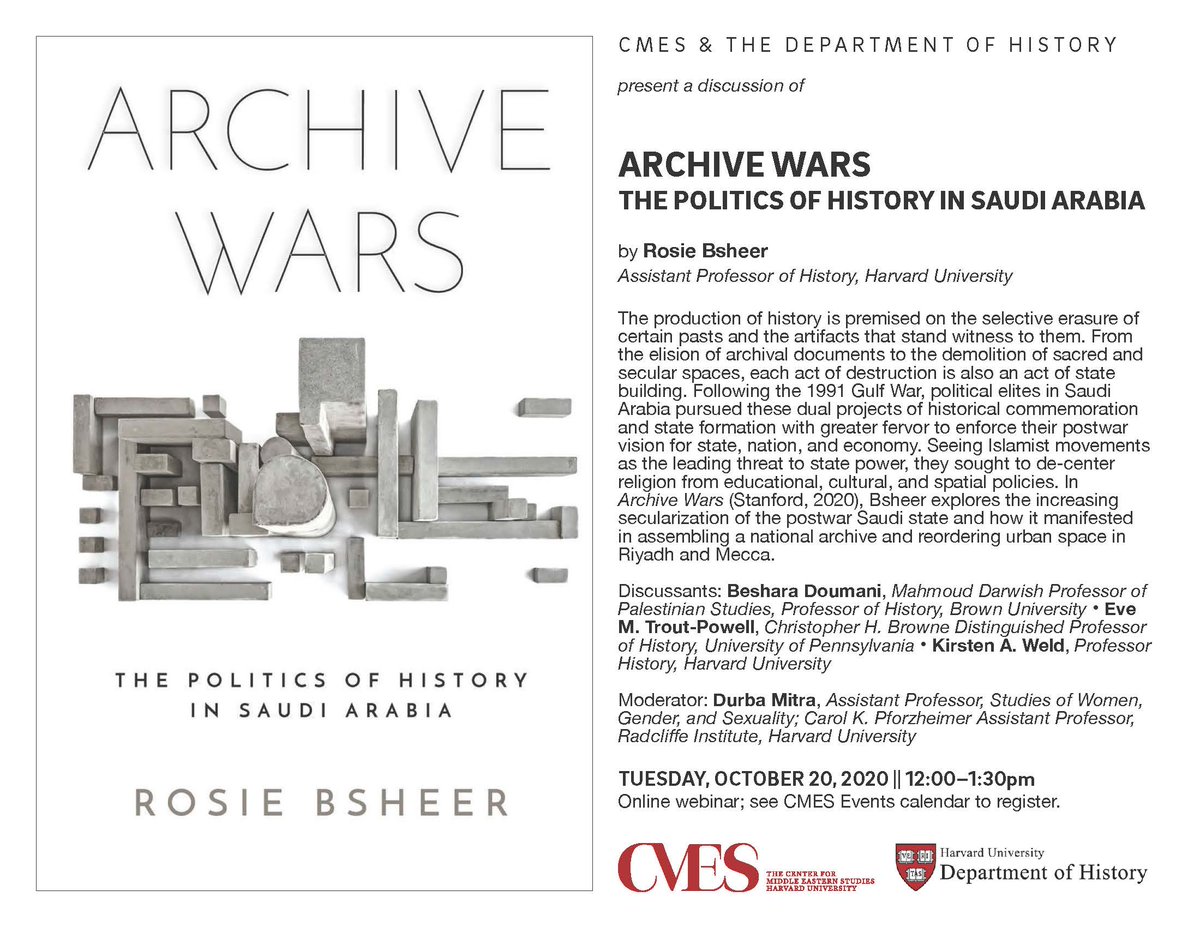 ARCHIVE
WARS
THE POLITICS OF HISTORY
IN SAUDI ARABIA
ROSIE BSHEER
CMES & THE DEPARTMENT OF HISTORY
present a discussion of
ARCHIVE WARS
THE POLITICS OF HISTORY IN SAUDI ARABIA
by Rosie Bsheer
Assistant Professor of History, Harvard University
The production of history is premised on the selective erasure of
certain pasts and the artifacts that stand witness to them. From
the elision of archival documents to the demolition of sacred and
secular spaces, each act of destruction is also an act of state
building. Following the 1991 Gulf War, political elites in Saudi
Arabia pursued these dual projects of historical commemoration
and state formation with greater fervor to enforce their postwar
vision for state, nation, and economy. Seeing Islamist movements
as the leading threat to state power, they sought to de-center
religion from educational, cultural, and spatial policies. In
Archive Wars (Stanford, 2020), Bsheer explores the increasing
secularization of the postwar Saudi state and how it manifested
in assembling a national archive and reordering urban space in
Riyadh and Mecca.
Discussants: Beshara Doumani, Mahmoud Darwish Professor of
Palestinian Studies, Professor of History, Brown University • Eve
M. Trout-Powell, Christopher H. Browne Distinguished Professor
of History, University of Pennsylvania • Kirsten A. Weld, Professor
History, Harvard University
Moderator: Durba Mitra, Assistant Professor, Studies of Women,
Gender, and Sexuality; Carol K. Pforzheimer Assistant Professor,
Radcliffe Institute, Harvard University
TUESDAY, OCTOBER 20, 2020 || 12:00–1:30pm
Online webinar; see CMES Events calendar to register.
CMES
THE CENTER FOR
MIDDLE EASTERN STUDIES
HARVARD UNIVERSITY
VE RI
TAS
Harvard University
Department of History